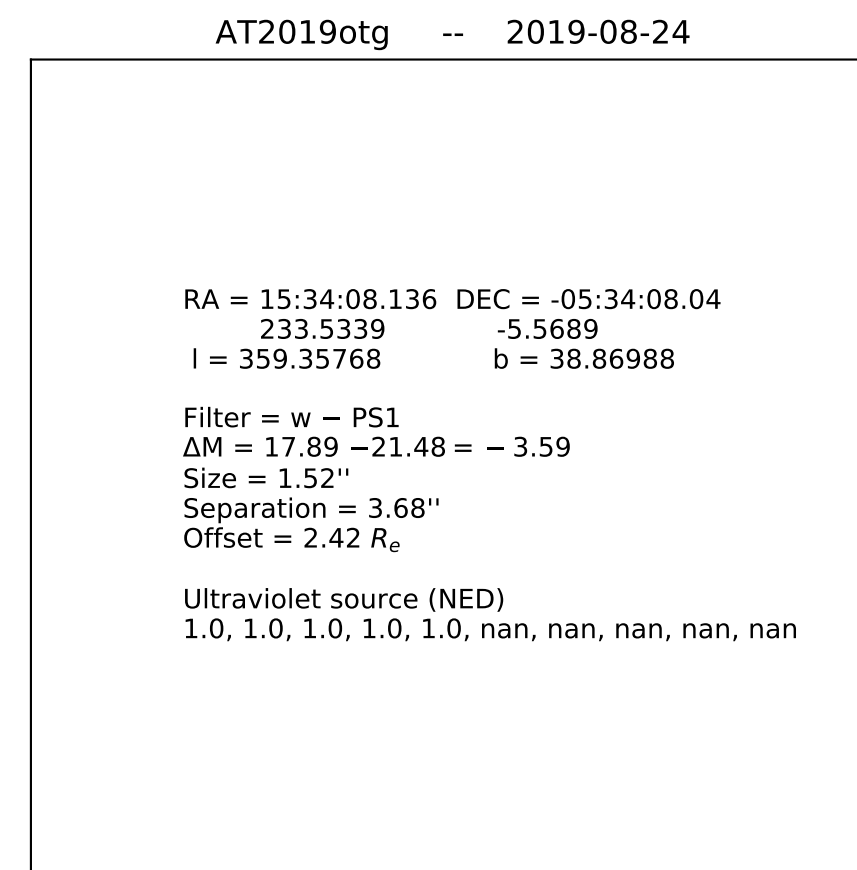 AT2019otg -- 2019-08-24
RA = 15:34:08.136 DEC = -05:34:08.04
233.5339 -5.5689
l = 359.35768 b = 38.86988
Filter = w − PS1
ΔM = 17.89 −21.48 = − 3.59
Size = 1.52''
Separation = 3.68''
Offset = 2.42 Rₑ
Ultraviolet source (NED)
1.0, 1.0, 1.0, 1.0, 1.0, nan, nan, nan, nan, nan